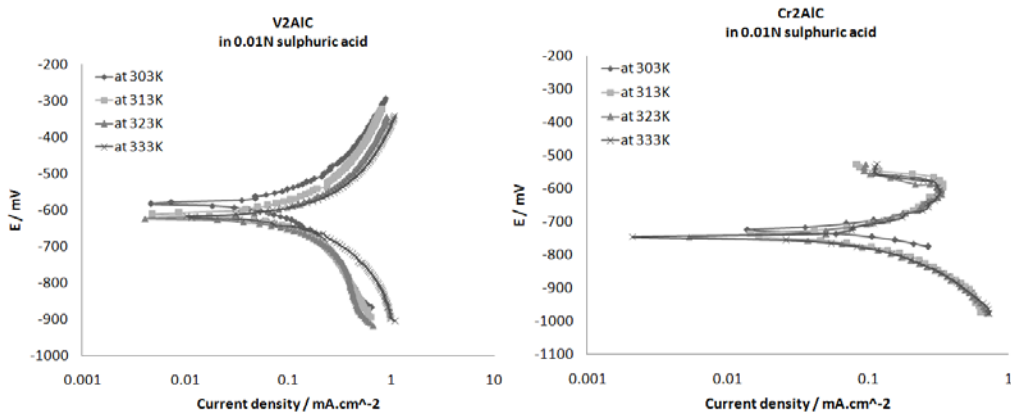 V2AlC
in 0.01N sulphuric acid
-200
-300
-400
-500
-600
-700
-800
-900
-1000
E / mV
at 303K
at 313K
at 323K
at 333K
0.001
0.01
0.1
1
10
Current density / mA.cm^-2
Cr2AlC
in 0.01N sulphuric acid
-200
-300
-400
-500
-600
-700
-800
-900
-1000
-1100
E / mV
at 303K
at 313K
at 323K
at 333K
0.001
0.1
1
Current density / mA.cm^-2